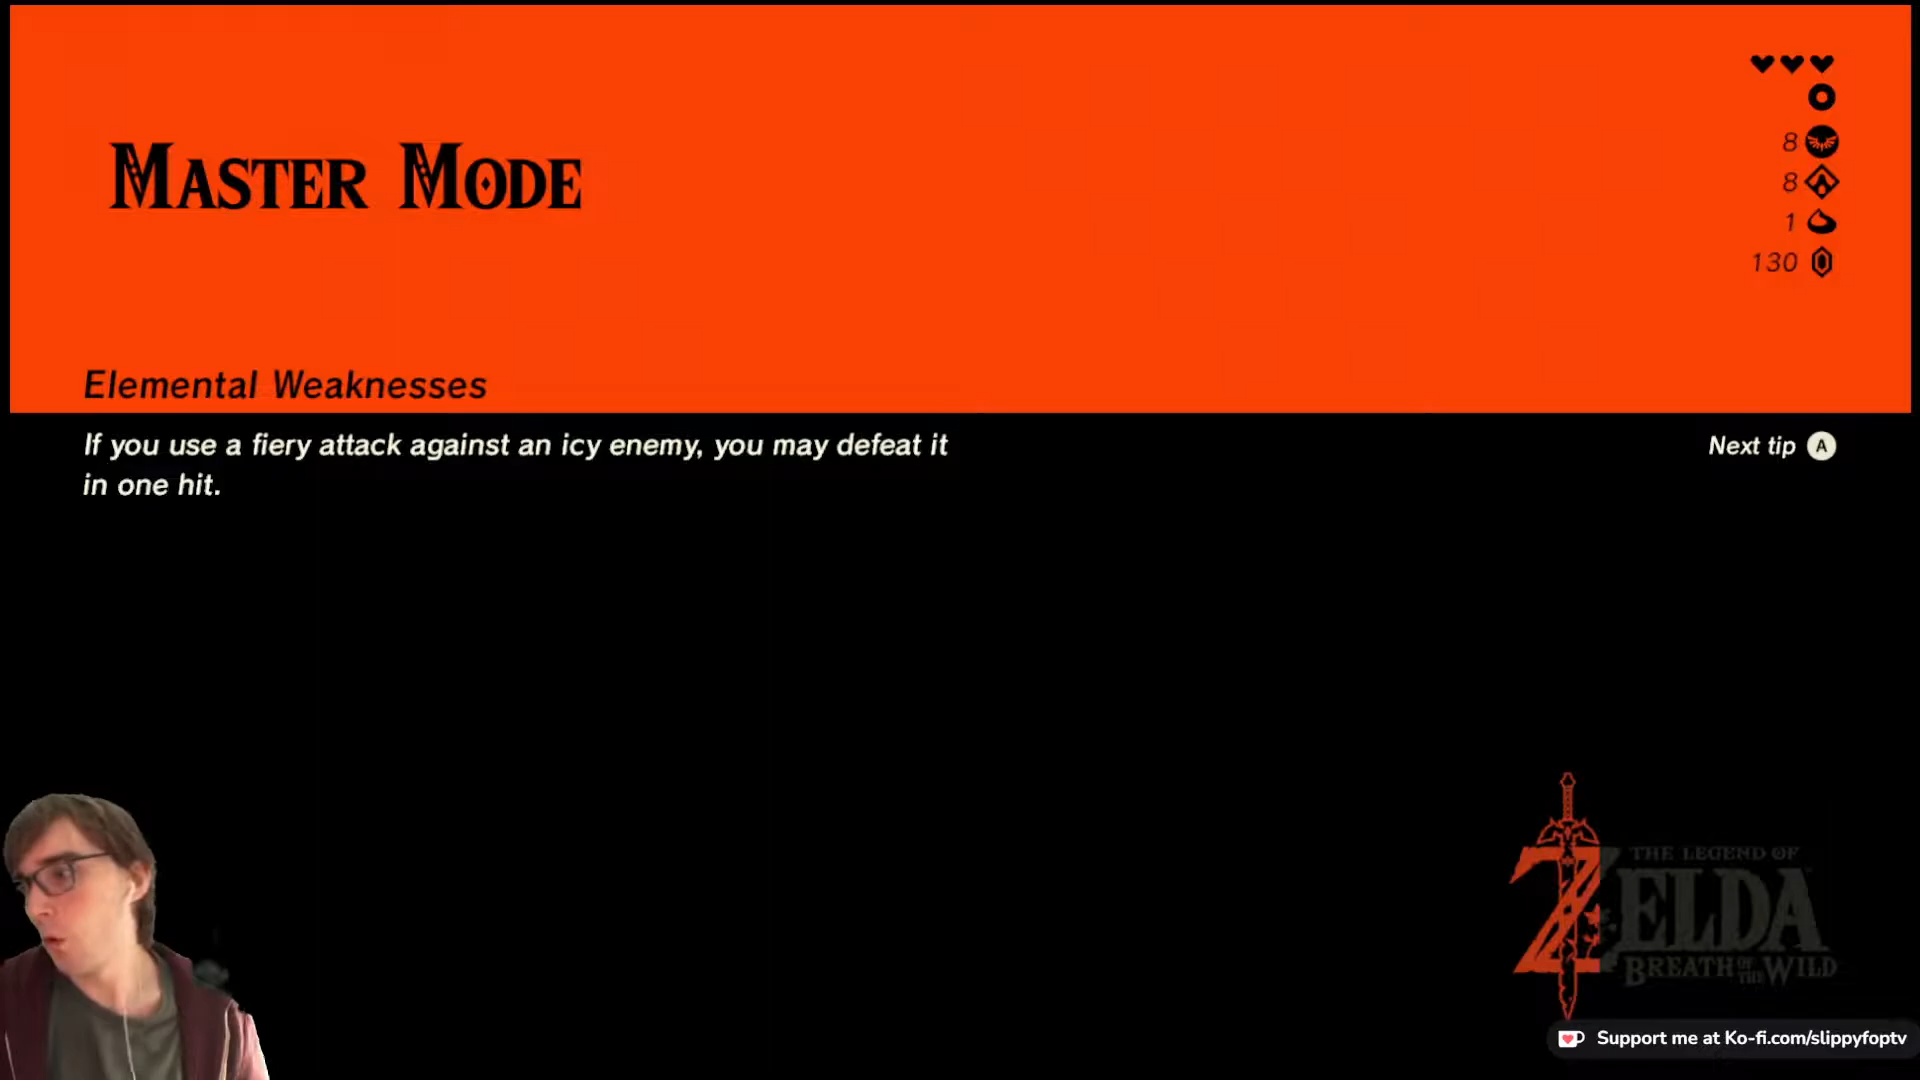 MASTER MODE
8
8
1
130
Elemental Weaknesses
If you use a fiery attack against an icy enemy, you may defeat it
in one hit.
Next tip A
THE LEGEND OF
ZELDA
BREATH OF THE WILD
Support me at Ko-fi.com/slippyfoptv